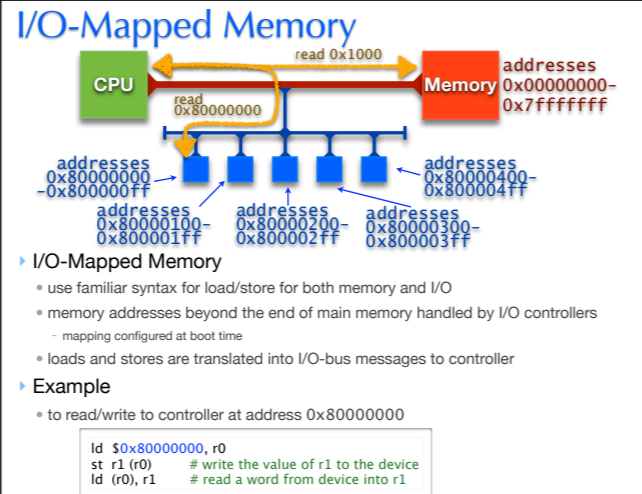 I/O-Mapped Memory
read 0x1000
CPU
Memory
addresses
0x00000000-
0x7fffffff
read
0x80000000
addresses
0x80000000
-0x800000ff
addresses
0x80000100-
0x800001ff
addresses
0x80000200-
0x800002ff
addresses
0x80000300-
0x800003ff
addresses
0x80000400-
0x800004ff
I/O-Mapped Memory
• use familiar syntax for load/store for both memory and I/O
• memory addresses beyond the end of main memory handled by I/O controllers
- mapping configured at boot time
• loads and stores are translated into I/O-bus messages to controller
Example
• to read/write to controller at address 0x80000000
ld $0x80000000, r0
st r1 (r0) # write the value of r1 to the device
ld (r0), r1 # read a word from device into r1